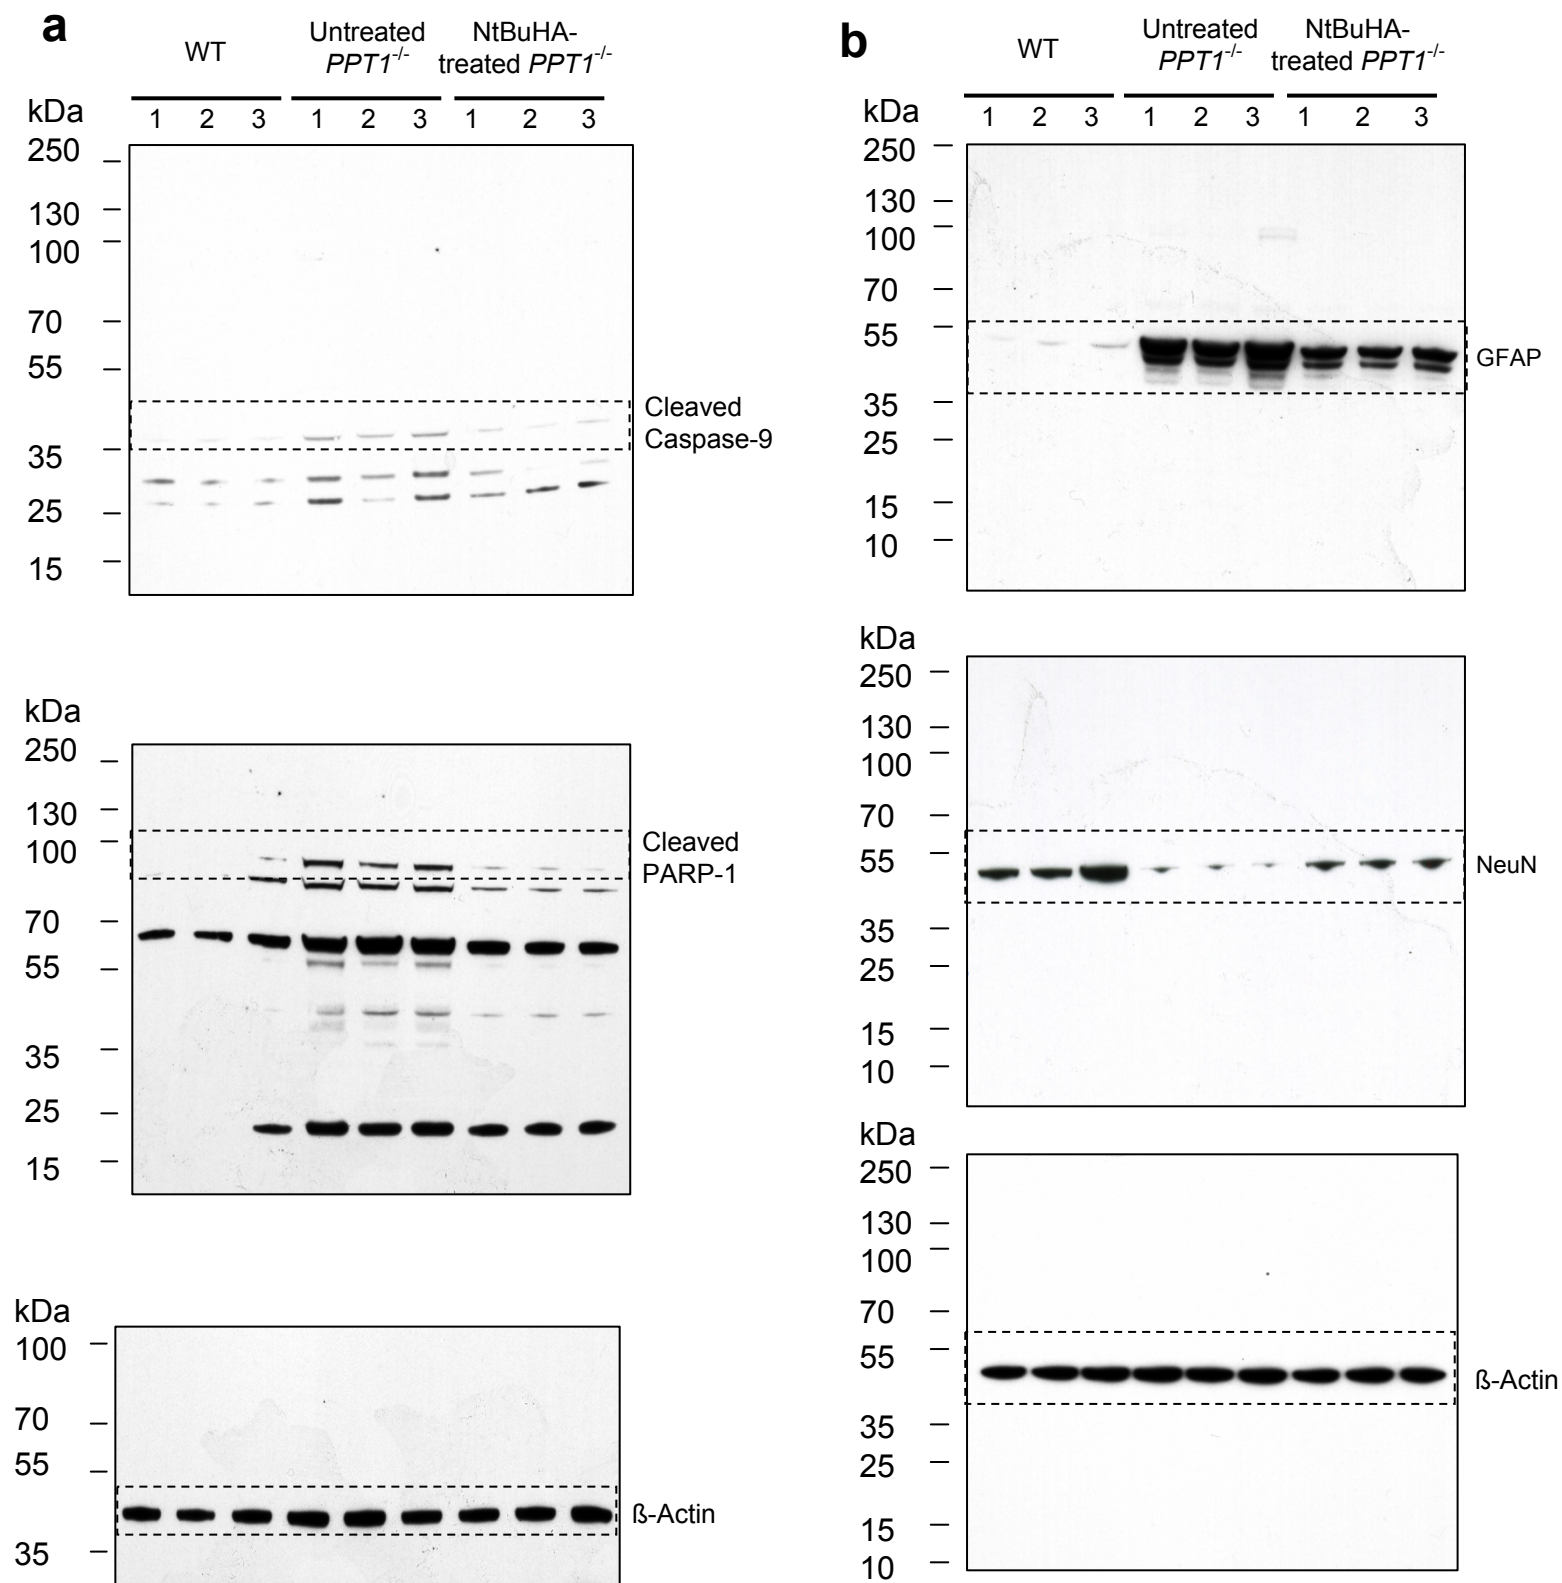 a
WT
Untreated
PPT1-/-
NtBuHA-
treated PPT1-/-
kDa
1 2 3 1 2 3 1 2 3
250
130
100
70
55
35
25
15
Cleaved
Caspase-9
kDa
250
130
100
70
55
35
25
15
Cleaved
PARP-1
kDa
100
70
55
35
ß-Actin
b
WT
Untreated
PPT1-/-
NtBuHA-
treated PPT1-/-
kDa
1 2 3 1 2 3 1 2 3
250
130
100
70
55
35
25
15
10
GFAP
kDa
250
130
100
70
55
35
25
15
10
NeuN
kDa
250
130
100
70
55
35
25
15
10
ß-Actin